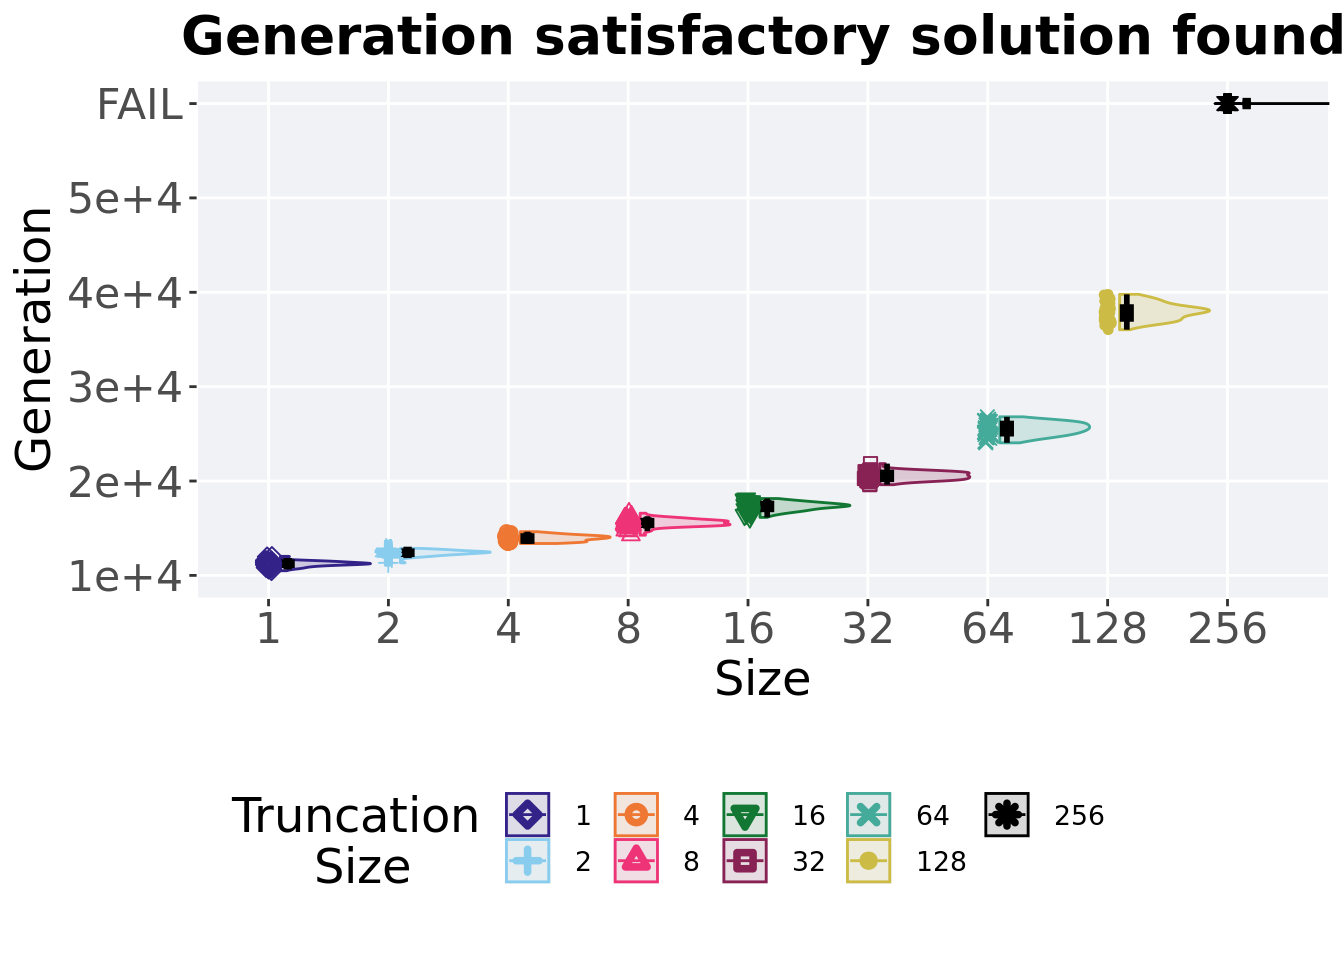 Generation satisfactory solution found
FAIL
5e+4
4e+4
3e+4
2e+4
1e+4
Generation
1 2 4 8 16 32 64 128 256
Size
Truncation
Size
1 4 16 64 256
2 8 32 128